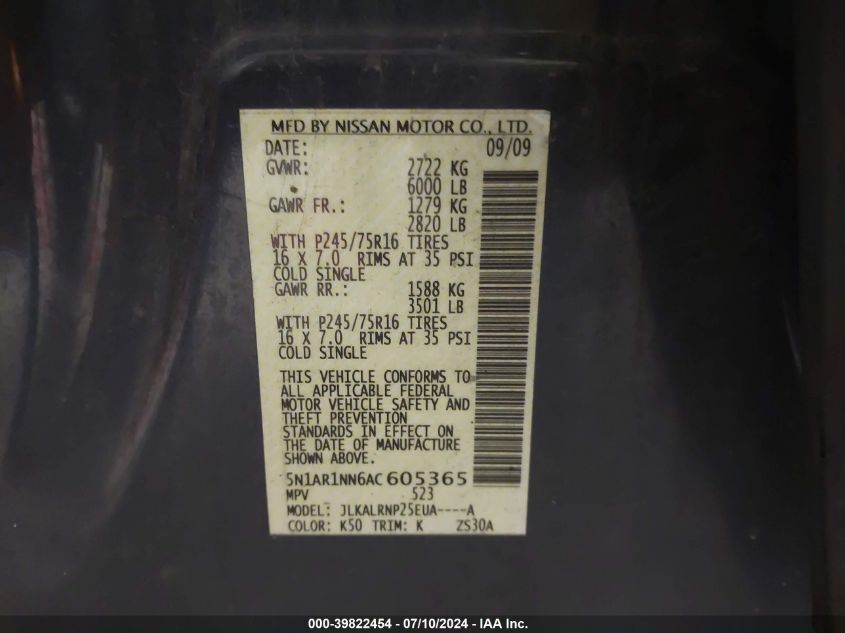 MFD BY NISSAN MOTOR CO., LTD.
DATE: 09/09
GVWR: 2722 KG
6000 LB
GAWR FR.: 1279 KG
2820 LB
WITH P245/75R16 TIRES
16 X 7.0 RIMS AT 35 PSI
COLD SINGLE
GAWR RR.: 1588 KG
3501 LB
WITH P245/75R16 TIRES
16 X 7.0 RIMS AT 35 PSI
COLD SINGLE
THIS VEHICLE CONFORMS TO
ALL APPLICABLE FEDERAL
MOTOR VEHICLE SAFETY AND
THEFT PREVENTION
STANDARDS IN EFFECT ON
THE DATE OF MANUFACTURE
SHOWN ABOVE.
5N1AR1NN6AC605365
MPV 523
MODEL: JLKALRNP25EUA----A
COLOR: K50 TRIM: K ZS30A
000-39822454 - 07/10/2024 - IAA Inc.